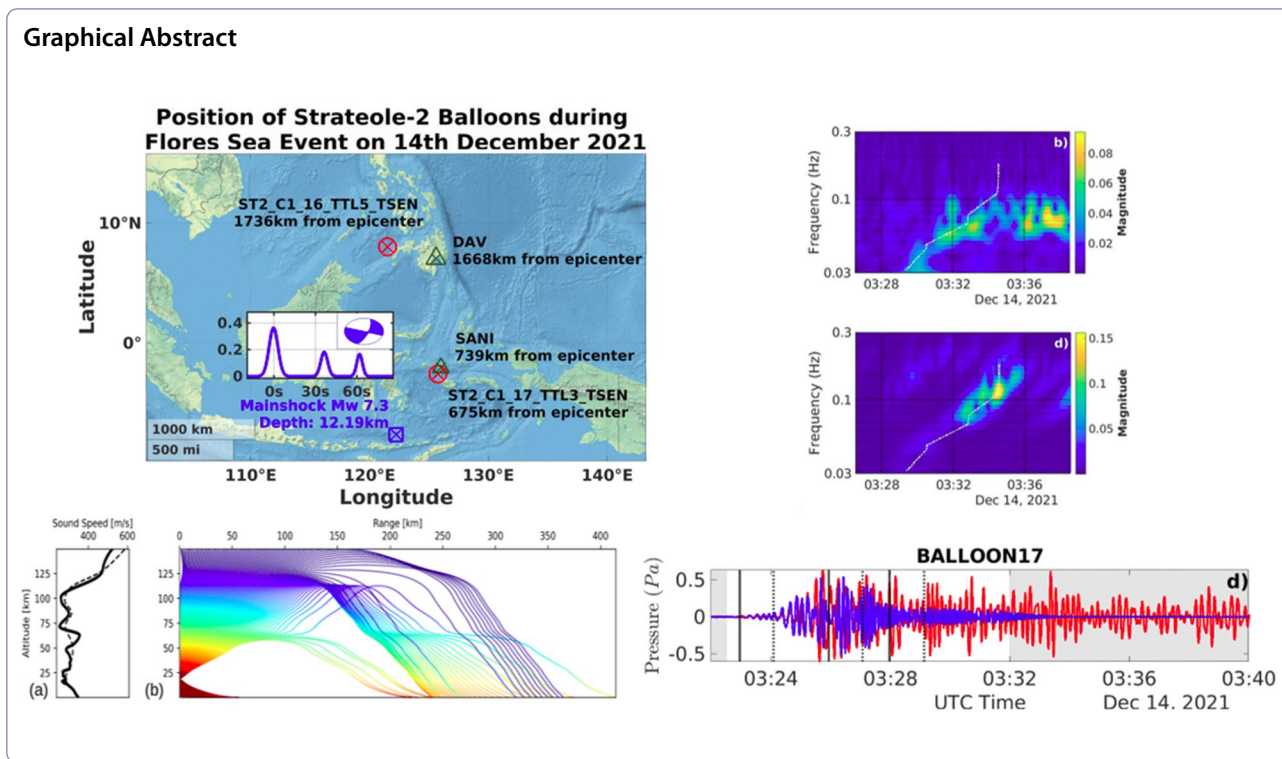 Graphical Abstract
Position of Strateole-2 Balloons during
Flores Sea Event on 14th December 2021
Latitude
10°N
0°
ST2_C1_16_TTL5_TSEN
1736km from epicenter
DAV
1668km from epicenter
SANI
739km from epicenter
ST2_C1_17_TTL3_TSEN
675km from epicenter
0.4
0.2
0
0s 30s 60s
Mainshock Mw 7.3
Depth: 12.19km
1000 km
500 mi
110°E 120°E 130°E 140°E
Longitude
b)
Frequency (Hz)
0.3
0.1
0.03
03:28 03:32 03:36
Dec 14, 2021
0.08
0.06
0.04
0.02
Magnitude
d)
Frequency (Hz)
0.3
0.1
0.03
03:28 03:32 03:36
Dec 14, 2021
0.15
0.10
0.05
Magnitude
Sound Speed [m/s]
400 600
Altitude [km]
125
100
75
50
25
(a)
Range [km]
0 50 100 150 200 250 300 350 400
125
100
75
50
25
(b)
BALLOON17
d)
Pressure (Pa)
0.5
0
-0.5
03:24 03:28 03:32 03:36 03:40
UTC Time
Dec 14. 2021